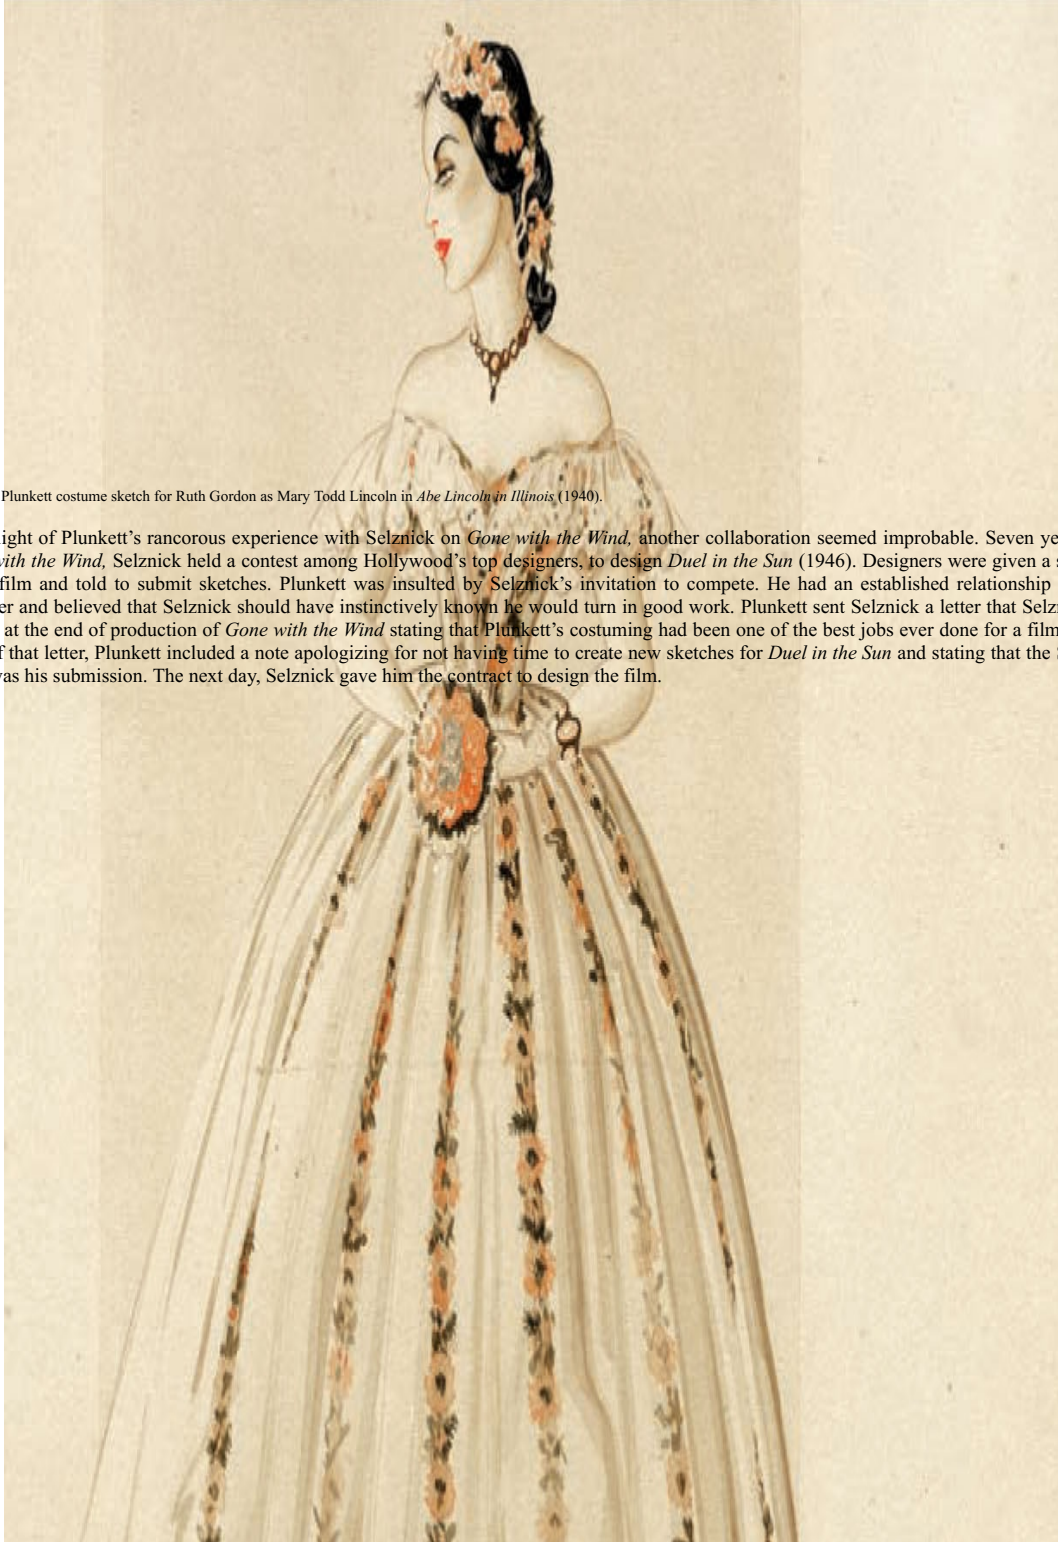 Plunkett costume sketch for Ruth Gordon as Mary Todd Lincoln in Abe Lincoln in Illinois (1940).
ight of Plunkett’s rancorous experience with Selznick on Gone with the Wind, another collaboration seemed improbable. Seven ye
with the Wind, Selznick held a contest among Hollywood’s top designers, to design Duel in the Sun (1946). Designers were given a s
film and told to submit sketches. Plunkett was insulted by Selznick’s invitation to compete. He had an established relationship
er and believed that Selznick should have instinctively known he would turn in good work. Plunkett sent Selznick a letter that Selz
at the end of production of Gone with the Wind stating that Plunkett’s costuming had been one of the best jobs ever done for a film
f that letter, Plunkett included a note apologizing for not having time to create new sketches for Duel in the Sun and stating that the
was his submission. The next day, Selznick gave him the contract to design the film.